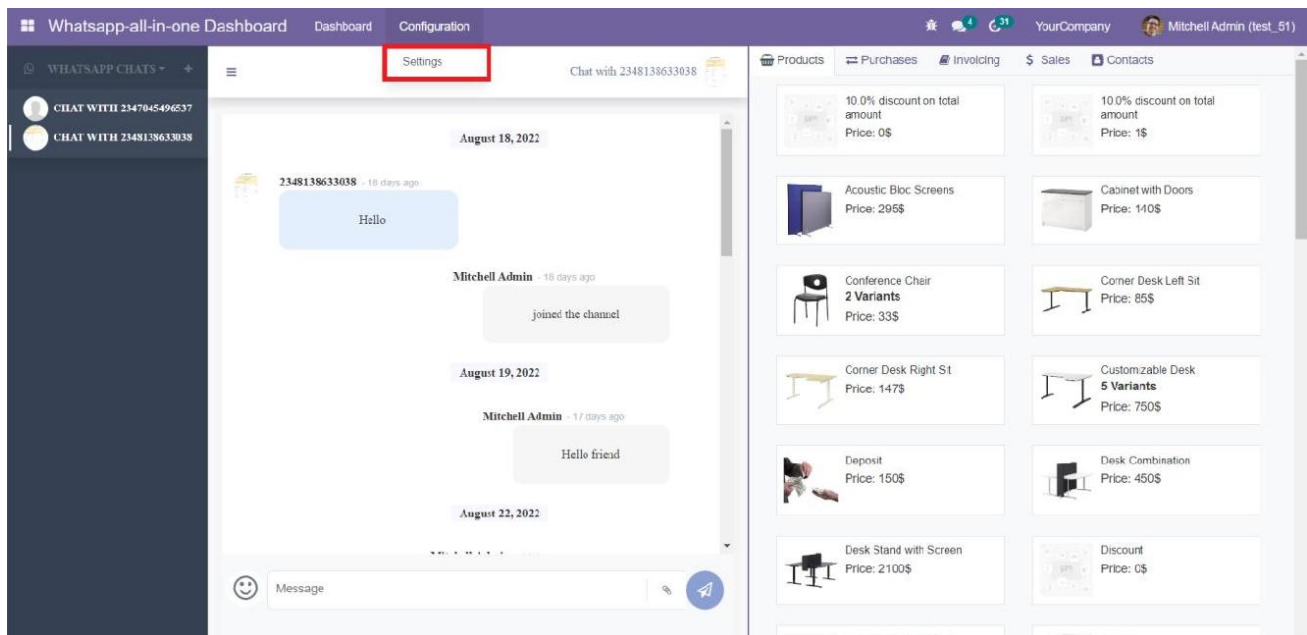 Whatsapp-all-in-one Dashboard
Dashboard
Configuration
4
31
YourCompany
Mitchell Admin (test_51)
WHATSAPP CHATS
Settings
Chat with 2348138633038
CHAT WITH 2347045496537
CHAT WITH 2348138633038
August 18, 2022
2348138633038 - 18 days ago
Hello
Mitchell Admin - 18 days ago
joined the channel
August 19, 2022
Mitchell Admin - 17 days ago
Hello friend
August 22, 2022
Message
Products
Purchases
Invoicing
Sales
Contacts
10.0% discount on total
amount
Price: 0$
10.0% discount on total
amount
Price: 1$
Acoustic Bloc Screens
Price: 295$
Cabinet with Doors
Price: 140$
Conference Chair
2 Variants
Price: 33$
Corner Desk Left Sit
Price: 85$
Corner Desk Right Sit
Price: 147$
Customizable Desk
5 Variants
Price: 750$
Deposit
Price: 150$
Desk Combination
Price: 450$
Desk Stand with Screen
Price: 2100$
Discount
Price: 0$